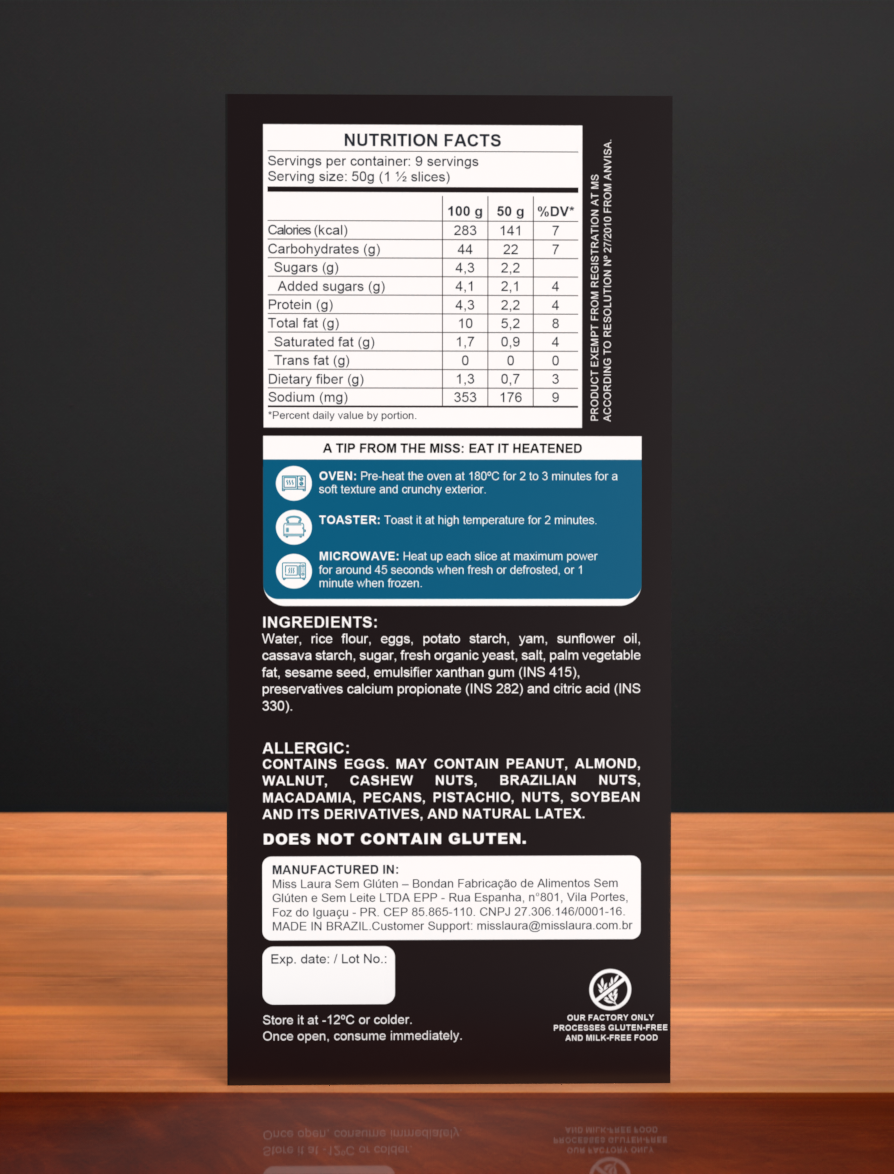 NUTRITION FACTS
Servings per container: 9 servings
Serving size: 50g (1 ½ slices)
100 g 50 g %DV*
Calories (kcal) 283 141 7
Carbohydrates (g) 44 22 7
Sugars (g) 4,3 2,2
Added sugars (g) 4,1 2,1 4
Protein (g) 4,3 2,2 4
Total fat (g) 10 5,2 8
Saturated fat (g) 1,7 0,9 4
Trans fat (g) 0 0 0
Dietary fiber (g) 1,3 0,7 3
Sodium (mg) 353 176 9
*Percent daily value by portion.
PRODUCT EXEMPT FROM REGISTRATION AT MS
ACCORDING TO RESOLUTION Nº 27/2010 FROM ANVISA.
A TIP FROM THE MISS: EAT IT HEATENED
OVEN: Pre-heat the oven at 180ºC for 2 to 3 minutes for a
soft texture and crunchy exterior.
TOASTER: Toast it at high temperature for 2 minutes.
MICROWAVE: Heat up each slice at maximum power
for around 45 seconds when fresh or defrosted, or 1
minute when frozen.
INGREDIENTS:
Water, rice flour, eggs, potato starch, yam, sunflower oil,
cassava starch, sugar, fresh organic yeast, salt, palm vegetable
fat, sesame seed, emulsifier xanthan gum (INS 415),
preservatives calcium propionate (INS 282) and citric acid (INS
330).
ALLERGIC:
CONTAINS EGGS. MAY CONTAIN PEANUT, ALMOND,
WALNUT, CASHEW NUTS, BRAZILIAN NUTS,
MACADAMIA, PECANS, PISTACHIO, NUTS, SOYBEAN
AND ITS DERIVATIVES, AND NATURAL LATEX.
DOES NOT CONTAIN GLUTEN.
MANUFACTURED IN:
Miss Laura Sem Glúten – Bondan Fabricação de Alimentos Sem
Glúten e Sem Leite LTDA EPP - Rua Espanha, n°801, Vila Portes,
Foz do Iguaçu - PR. CEP 85.865-110. CNPJ 27.306.146/0001-16.
MADE IN BRAZIL.Customer Support: misslaura@misslaura.com.br
Exp. date: / Lot No.:
Store it at -12ºC or colder.
Once open, consume immediately.
OUR FACTORY ONLY
PROCESSES GLUTEN-FREE
AND MILK-FREE FOOD